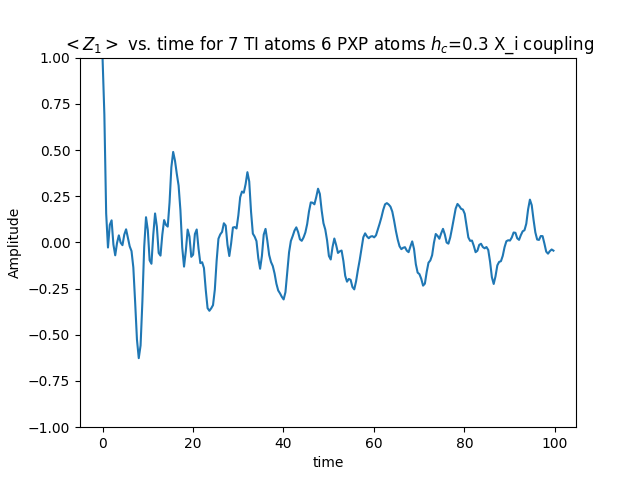 < Z₁ > vs. time for 7 TI atoms 6 PXP atoms h_c=0.3 X_i coupling
1.00
0.75
0.50
0.25
0.00
−0.25
−0.50
−0.75
−1.00
Amplitude
0 20 40 60 80 100
time